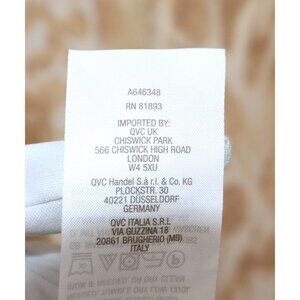 A646348
RN 81893
IMPORTED BY:
QVC UK
CHISWICK PARK
566 CHISWICK HIGH ROAD
LONDON
W4 5XU
QVC Handel S.à r.l. & Co. KG
PLOCKSTR. 30
40221 DÜSSELDORF
GERMANY
QVC ITALIA S.R.L
VIA GUZZINA 18
20861 BRUGHERIO (MB)
ITALY